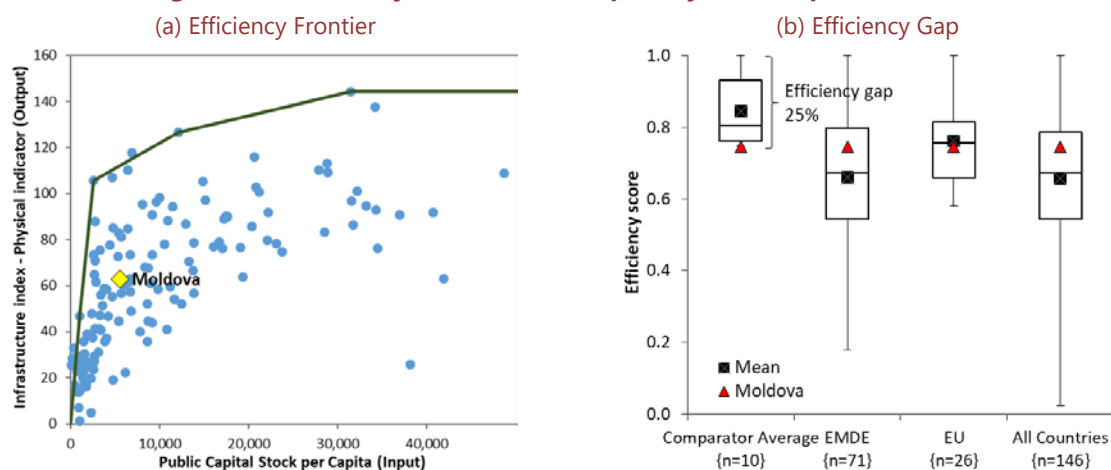 (a) Efficiency Frontier
(b) Efficiency Gap
Infrastructure index - Physical indicator (Output)
160
140
120
100
80
60
40
20
0
Moldova
0
10,000
20,000
30,000
40,000
Public Capital Stock per Capita (Input)
Efficiency score
1.0
0.8
0.6
0.4
0.2
0.0
Efficiency gap
25%
Mean
Moldova
Comparator Average
{n=10}
EMDE
{n=71}
EU
{n=26}
All Countries
{n=146}